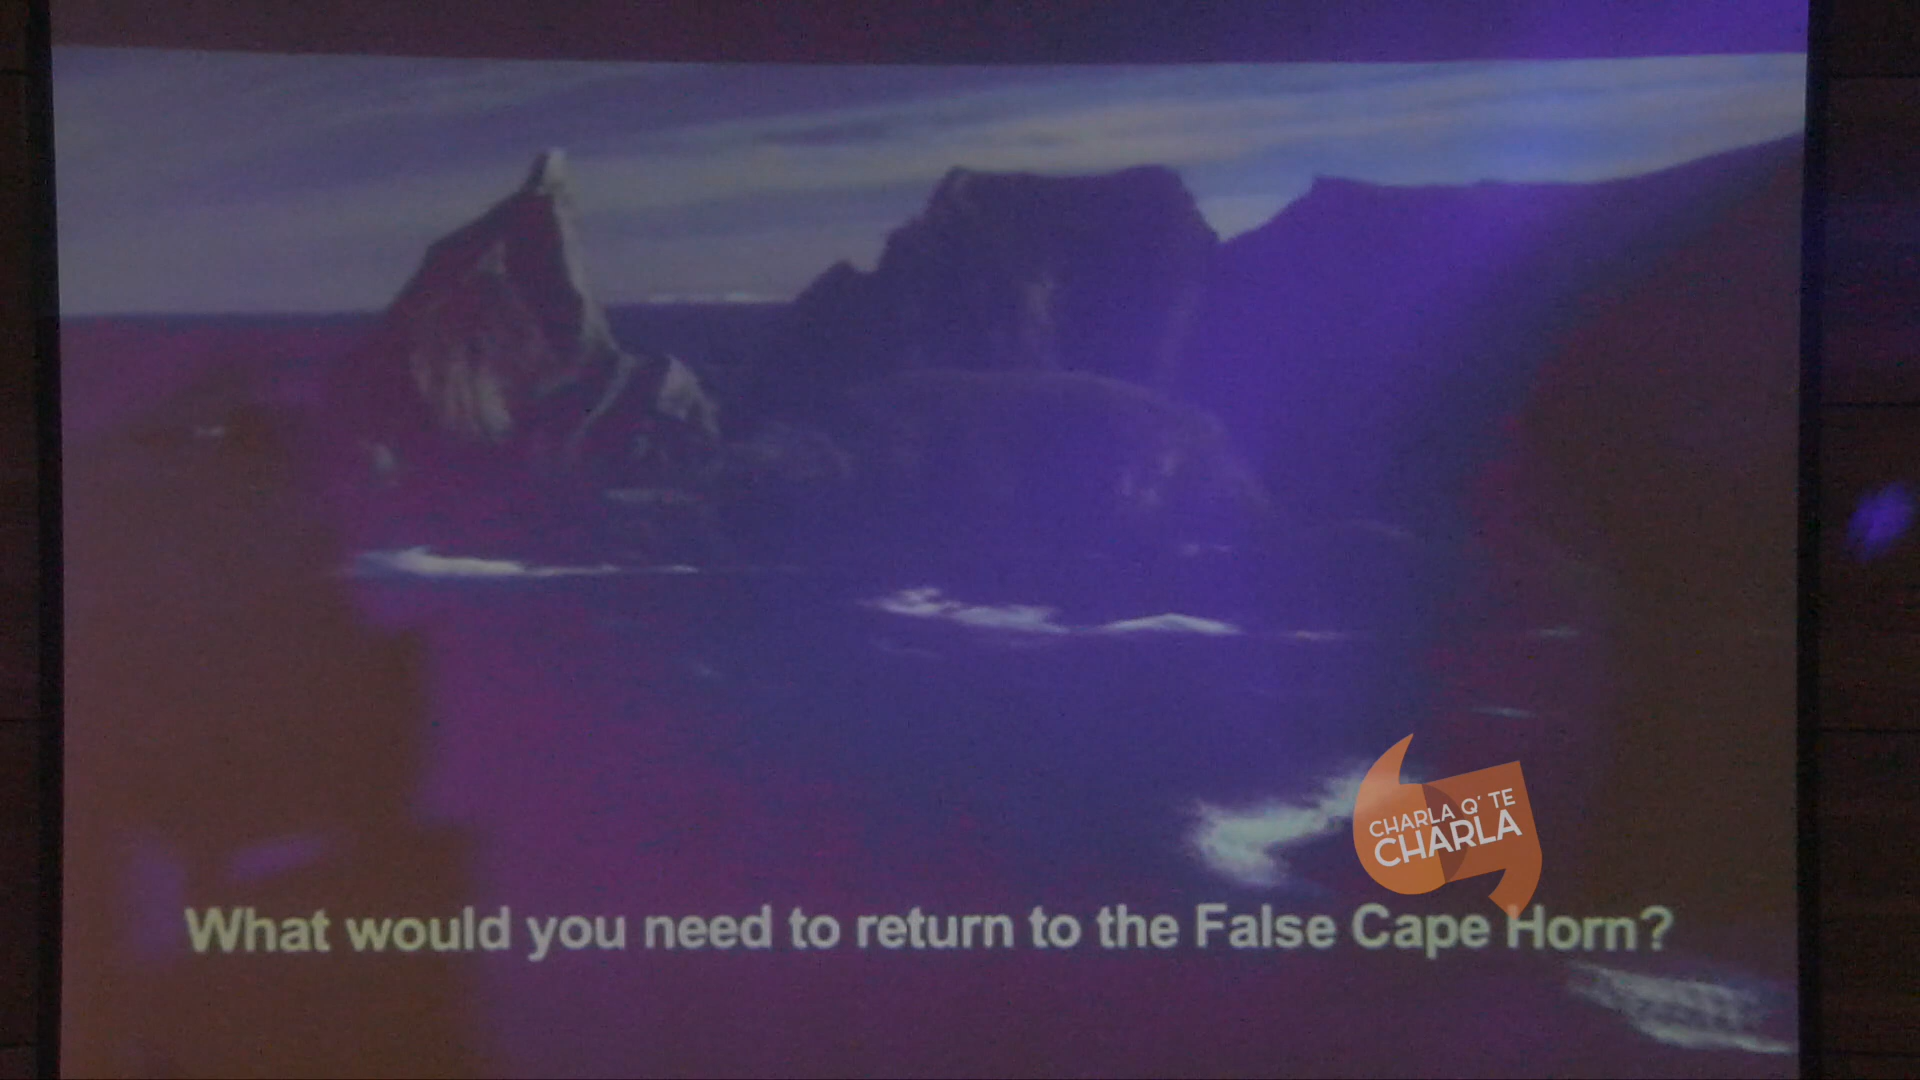 CHARLA Q' TE
CHARLA
What would you need to return to the False Cape Horn?